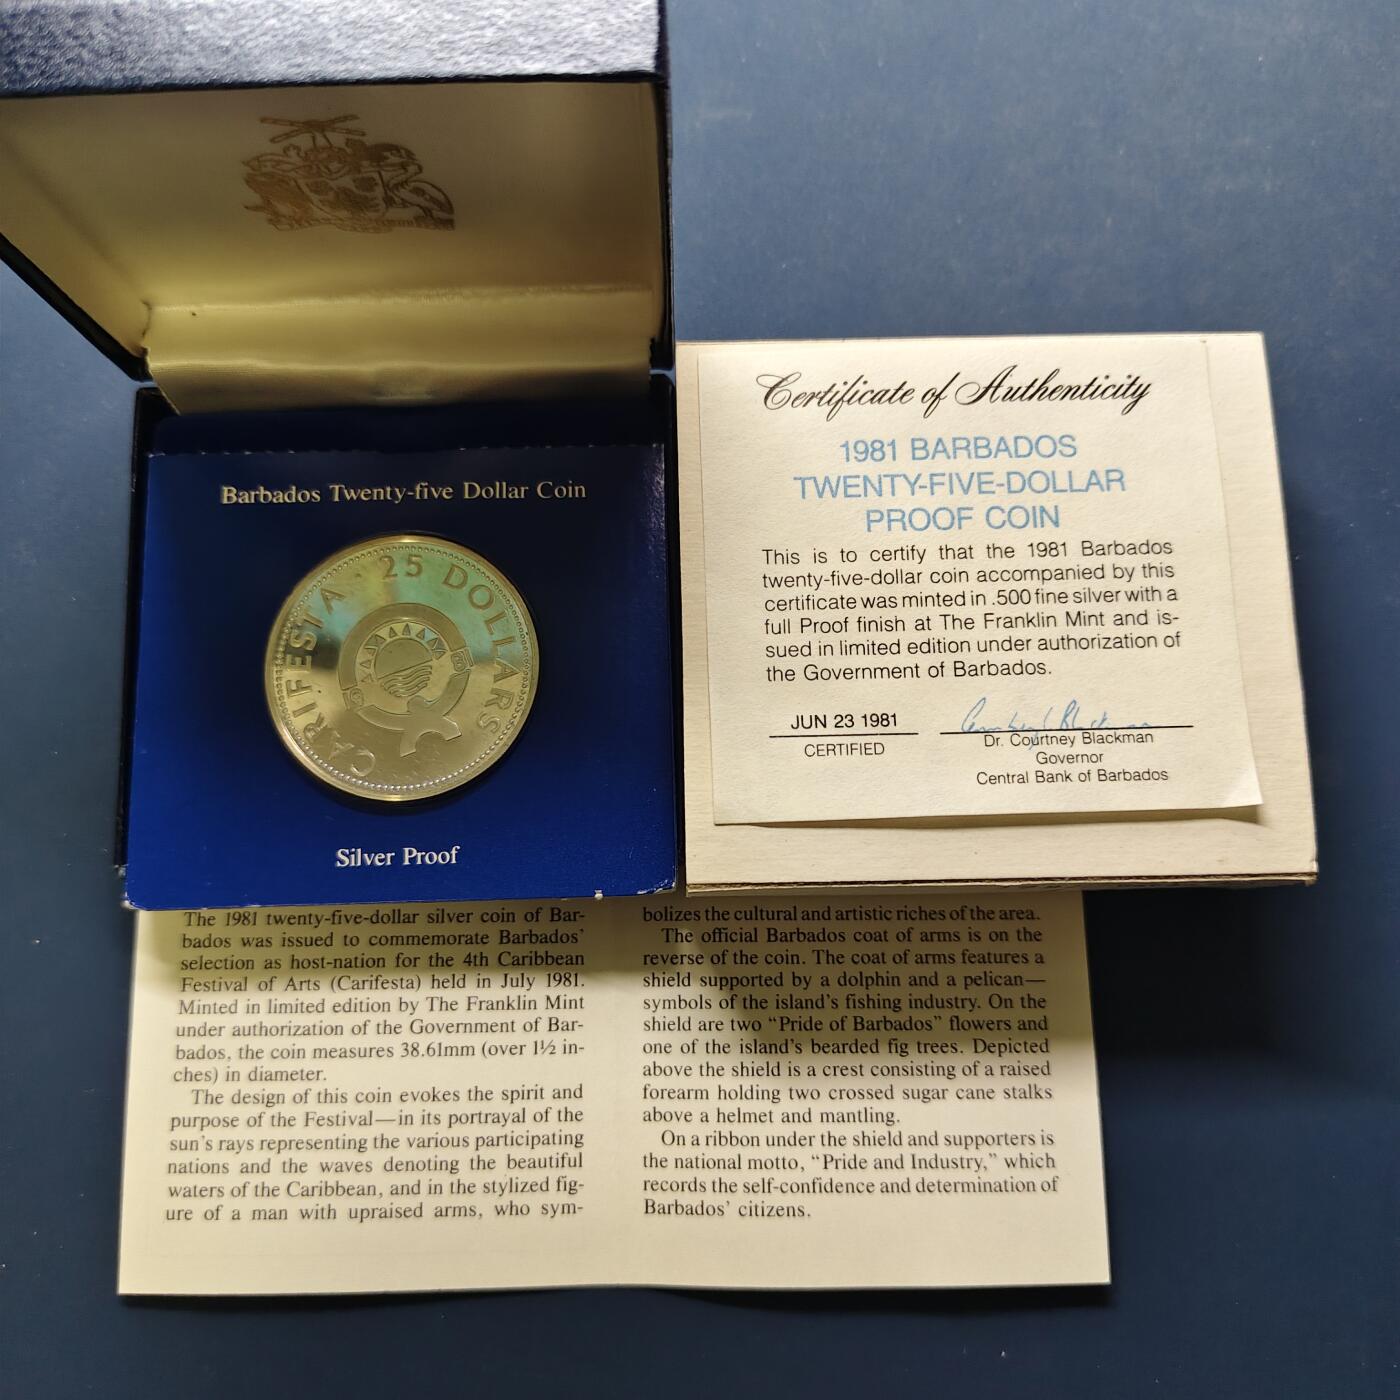 Barbados Twenty-five Dollar Coin
CARIFESTA · 25 DOLLARS
Silver Proof
Certificate of Authenticity
1981 BARBADOS
TWENTY-FIVE-DOLLAR
PROOF COIN
This is to certify that the 1981 Barbados
twenty-five-dollar coin accompanied by this
certificate was minted in .500 fine silver with a
full Proof finish at The Franklin Mint and is-
sued in limited edition under authorization of
the Government of Barbados.
JUN 23 1981
CERTIFIED
Dr. Courtney Blackman
Governor
Central Bank of Barbados
The 1981 twenty-five-dollar silver coin of Bar-
bados was issued to commemorate Barbados'
selection as host-nation for the 4th Caribbean
Festival of Arts (Carifesta) held in July 1981.
Minted in limited edition by The Franklin Mint
under authorization of the Government of Bar-
bados, the coin measures 38.61mm (over 1½ in-
ches) in diameter.
The design of this coin evokes the spirit and
purpose of the Festival—in its portrayal of the
sun's rays representing the various participating
nations and the waves denoting the beautiful
waters of the Caribbean, and in the stylized fig-
ure of a man with upraised arms, who sym-
bolizes the cultural and artistic riches of the area.
The official Barbados coat of arms is on the
reverse of the coin. The coat of arms features a
shield supported by a dolphin and a pelican—
symbols of the island's fishing industry. On the
shield are two "Pride of Barbados" flowers and
one of the island's bearded fig trees. Depicted
above the shield is a crest consisting of a raised
forearm holding two crossed sugar cane stalks
above a helmet and mantling.
On a ribbon under the shield and supporters is
the national motto, "Pride and Industry," which
records the self-confidence and determination of
Barbados' citizens.